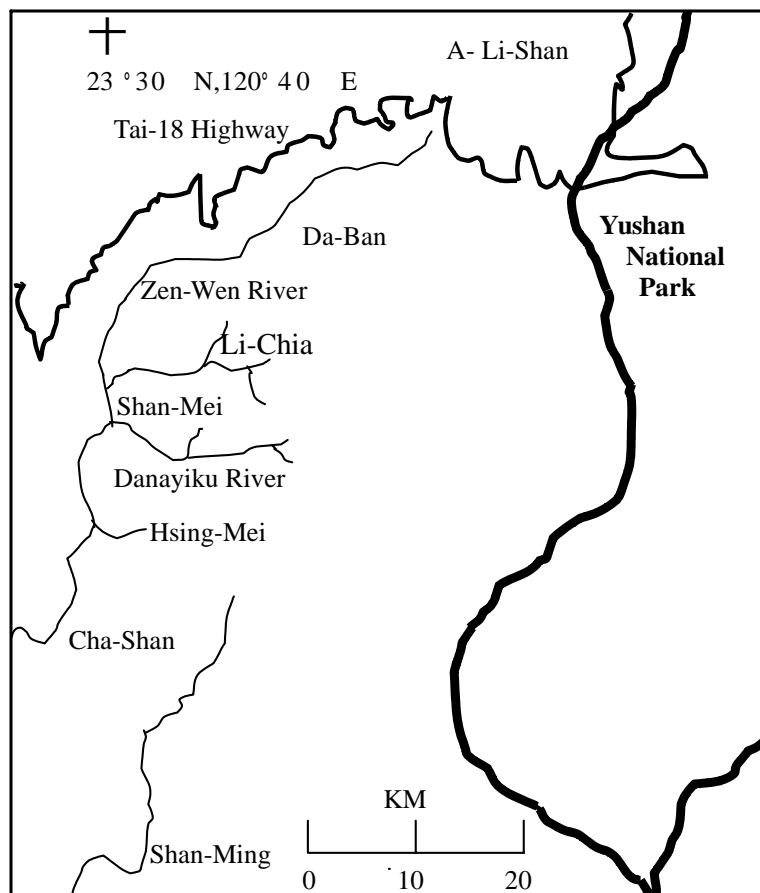 A- Li-Shan
23 °30 N,120° 40 E
Tai-18 Highway
Da-Ban
Yushan
National
Park
Zen-Wen River
Li-Chia
Shan-Mei
Danayiku River
Hsing-Mei
Cha-Shan
KM
Shan-Ming
0 10 20